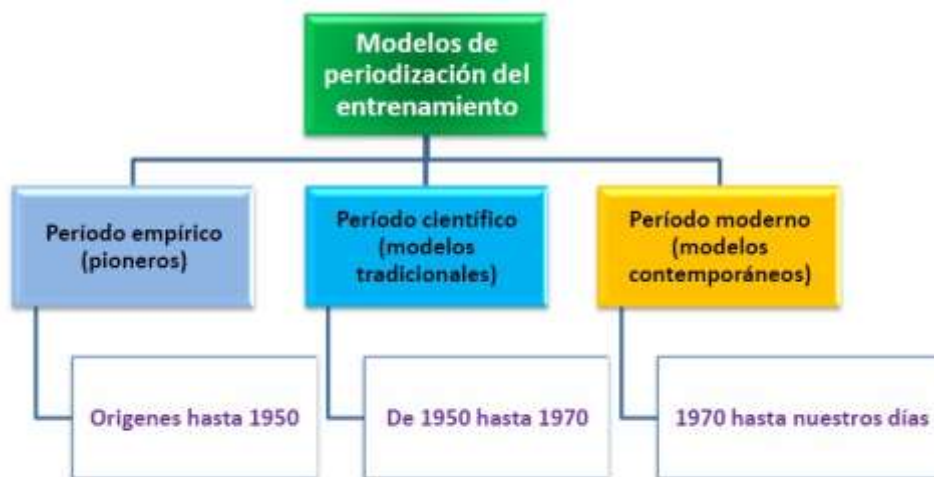 Modelos de
periodización del
entrenamiento
Período empírico
(pioneros)
Período científico
(modelos
tradicionales)
Período moderno
(modelos
contemporáneos)
Origenes hasta 1950
De 1950 hasta 1970
1970 hasta nuestros días